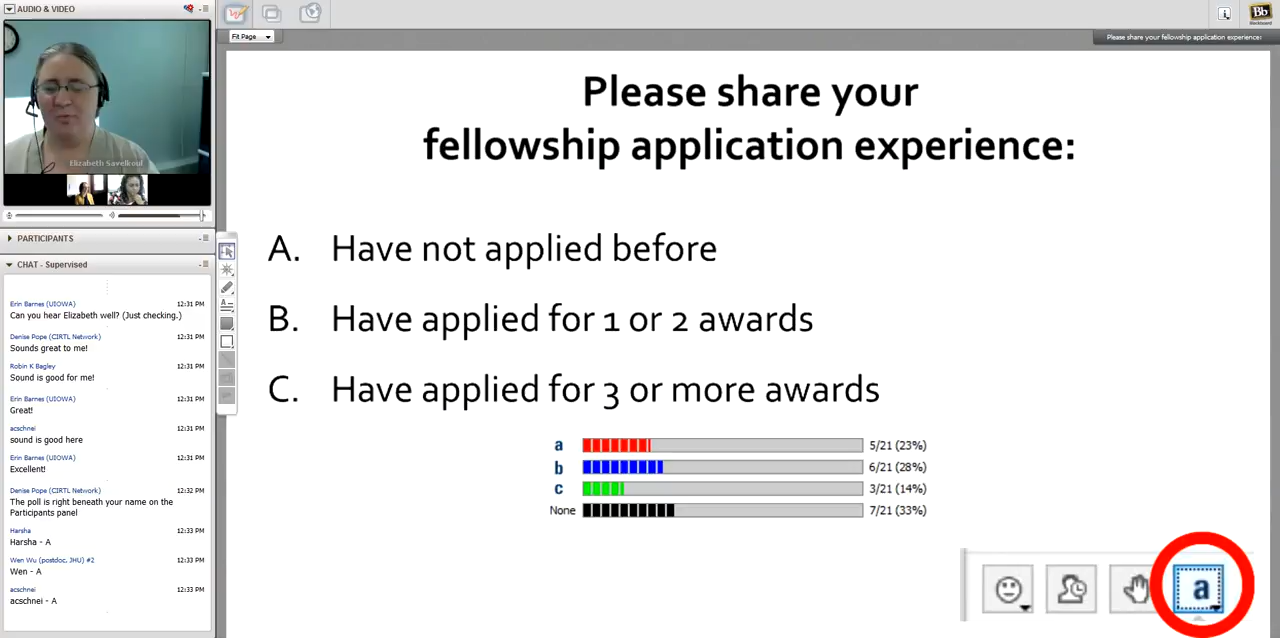 AUDIO & VIDEO
Elizabeth Savelkoul
PARTICIPANTS
CHAT - Supervised
Erin Barnes (UIOWA) 12:31 PM
Can you hear Elizabeth well? (Just checking.)
Denise Pope (CIRTL Network) 12:31 PM
Sounds great to me!
Robin K Bagley 12:31 PM
Sound is good for me!
Erin Barnes (UIOWA) 12:31 PM
Great!
acschnei 12:31 PM
sound is good here
Erin Barnes (UIOWA) 12:31 PM
Excellent!
Denise Pope (CIRTL Network) 12:32 PM
The poll is right beneath your name on the
Participants panel
Harsha 12:33 PM
Harsha - A
Wen Wu (postdoc, JHU) #2 12:33 PM
Wen - A
acschnei 12:33 PM
acschnei - A
Fit Page
Bb
Blackboard
Please share your fellowship application experience:
Please share your
fellowship application experience:
A. Have not applied before
B. Have applied for 1 or 2 awards
C. Have applied for 3 or more awards
a 5/21 (23%)
b 6/21 (28%)
c 3/21 (14%)
None 7/21 (33%)
a